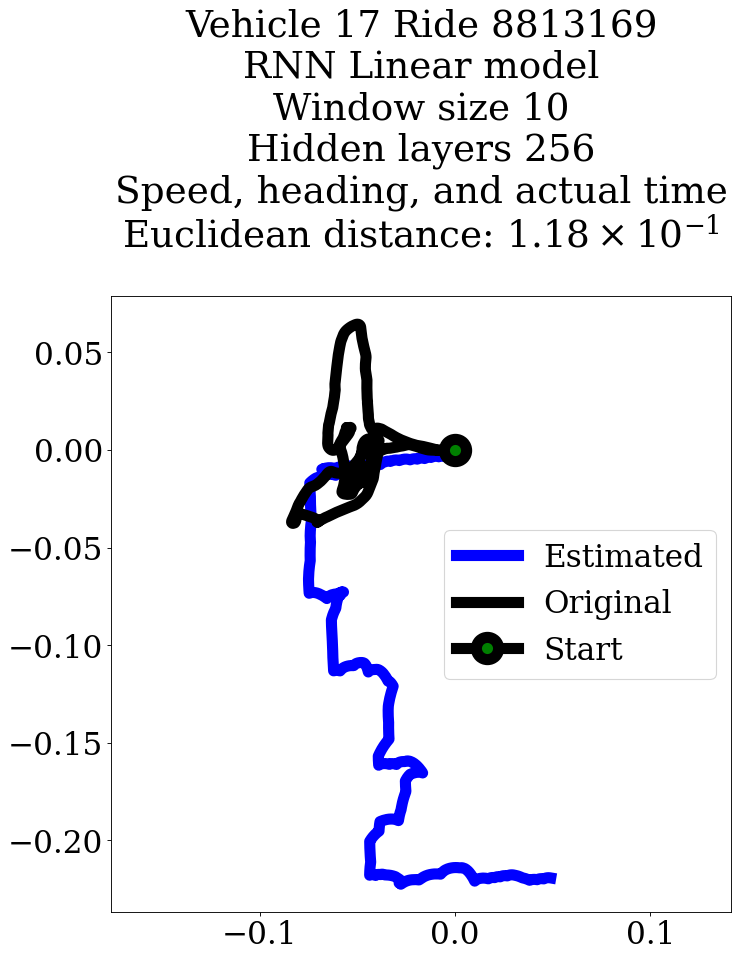 Vehicle 17 Ride 8813169
RNN Linear model
Window size 10
Hidden layers 256
Speed, heading, and actual time
Euclidean distance: 1.18 × 10⁻¹
0.05
0.00
−0.05
−0.10
−0.15
−0.20
Estimated
Original
Start
−0.1
0.0
0.1